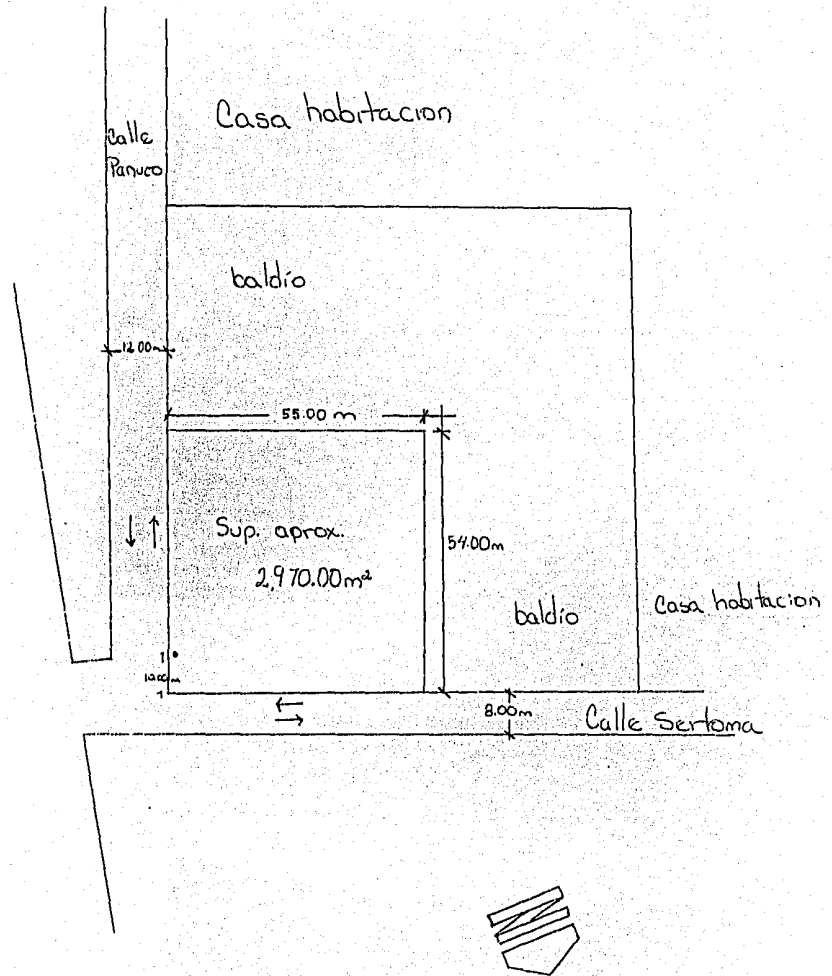 Casa habitacion
Calle
Panuco
baldío
12.00m
55.00 m
Sup. aprox.
2,970.00m²
54.00m
baldío
Casa habitacion
8.00m
Calle Sertoma
N